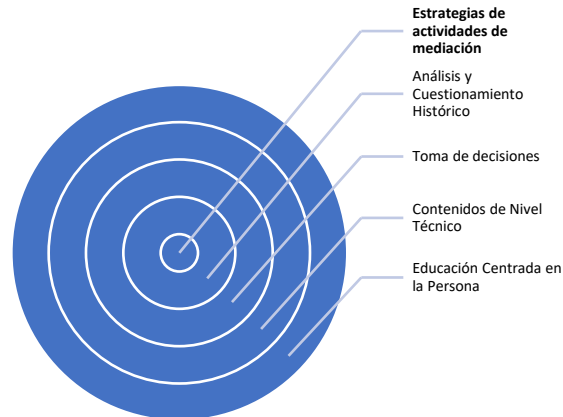 Estrategias de
actividades de
mediación
Análisis y
Cuestionamiento
Histórico
Toma de decisiones
Contenidos de Nivel
Técnico
Educación Centrada en
la Persona